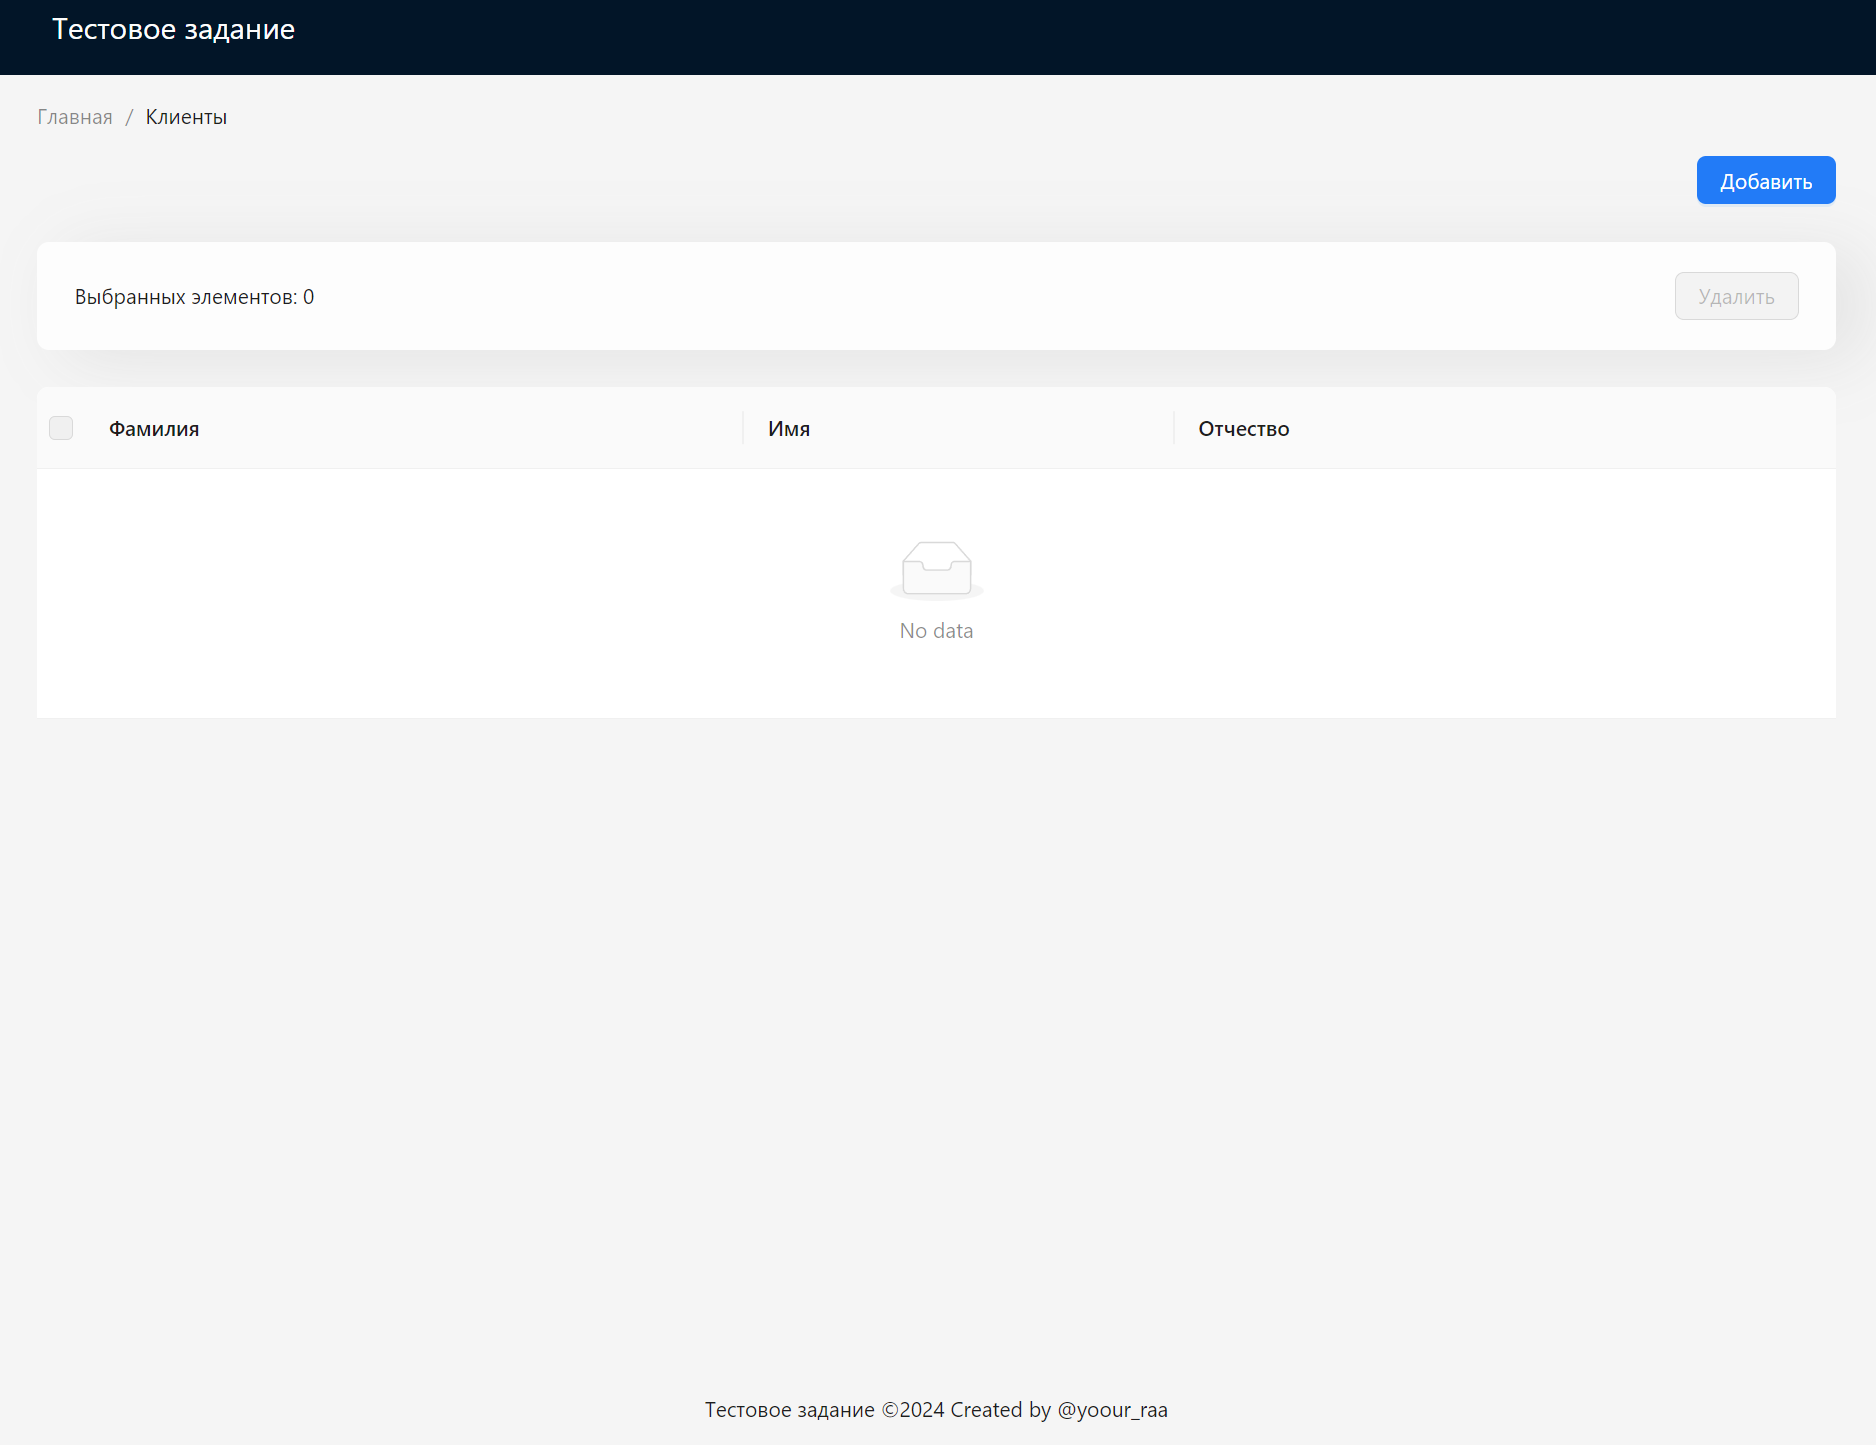 Тестовое задание
Главная / Клиенты
Добавить
Выбранных элементов: 0
Удалить
Фамилия Имя Отчество
No data
Тестовое задание ©2024 Created by @yoour_raa